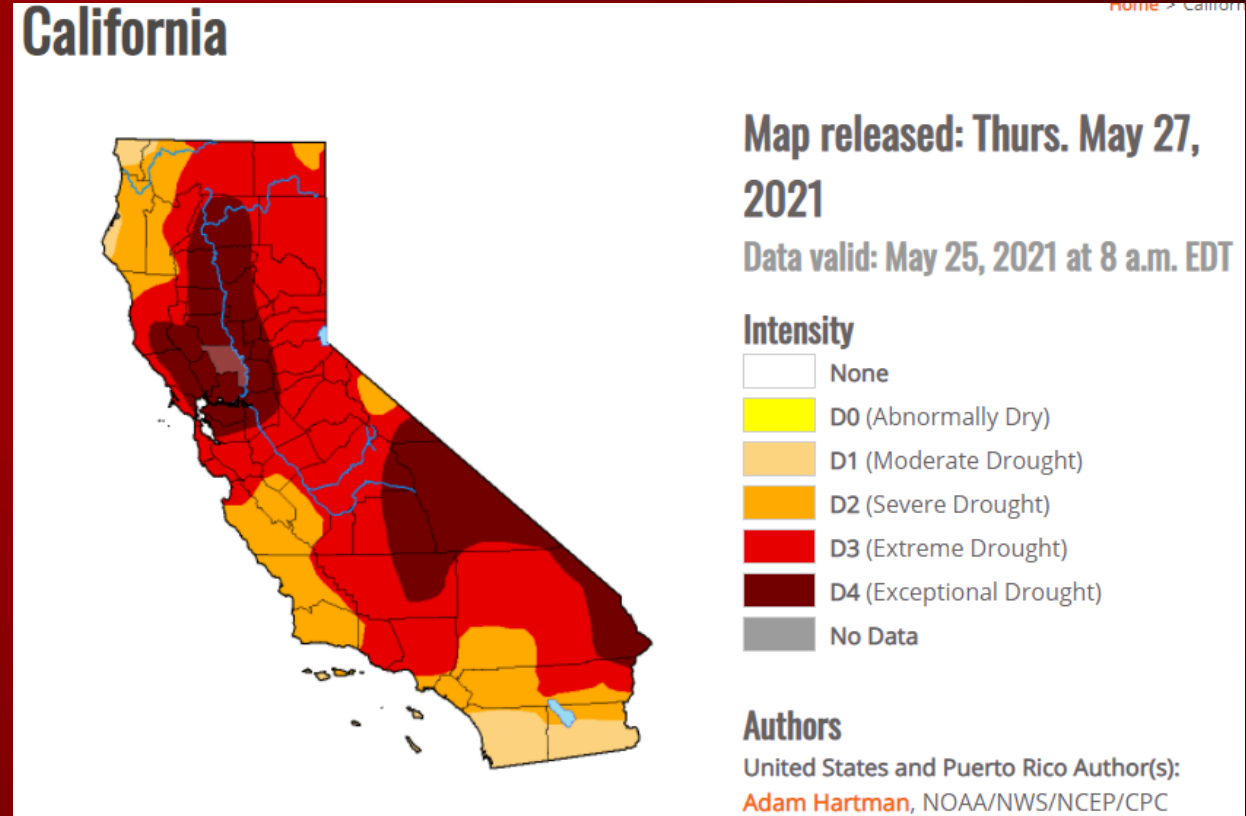 Home > Californ
California
Map released: Thurs. May 27,
2021
Data valid: May 25, 2021 at 8 a.m. EDT
Intensity
None
D0 (Abnormally Dry)
D1 (Moderate Drought)
D2 (Severe Drought)
D3 (Extreme Drought)
D4 (Exceptional Drought)
No Data
Authors
United States and Puerto Rico Author(s):
Adam Hartman, NOAA/NWS/NCEP/CPC